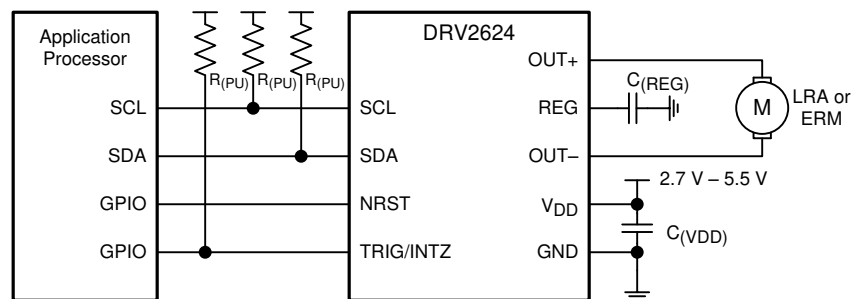 Application
Processor
SCL
SDA
GPIO
GPIO
R(PU)
R(PU)
R(PU)
DRV2624
SCL
SDA
NRST
TRIG/INTZ
OUT+
REG
OUT–
VDD
GND
C(REG)
M
LRA or
ERM
2.7 V – 5.5 V
C(VDD)